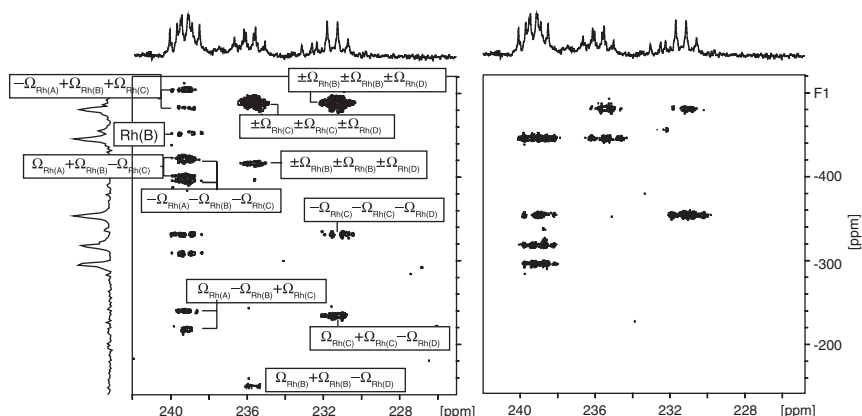 −Ω_Rh(A)+Ω_Rh(B)+Ω_Rh(C)
±Ω_Rh(B)±Ω_Rh(B)±Ω_Rh(D)
Rh(B)
±Ω_Rh(C)±Ω_Rh(C)±Ω_Rh(D)
Ω_Rh(A)+Ω_Rh(B)−Ω_Rh(C)
±Ω_Rh(B)±Ω_Rh(B)±Ω_Rh(D)
−Ω_Rh(A)−Ω_Rh(B)−Ω_Rh(C)
−Ω_Rh(C)−Ω_Rh(C)−Ω_Rh(D)
Ω_Rh(A)−Ω_Rh(B)+Ω_Rh(C)
Ω_Rh(C)+Ω_Rh(C)−Ω_Rh(D)
Ω_Rh(B)+Ω_Rh(B)−Ω_Rh(D)
240 236 232 228 [ppm]
F1
-400
[ppm]
-300
-200
240 236 232 228 [ppm]